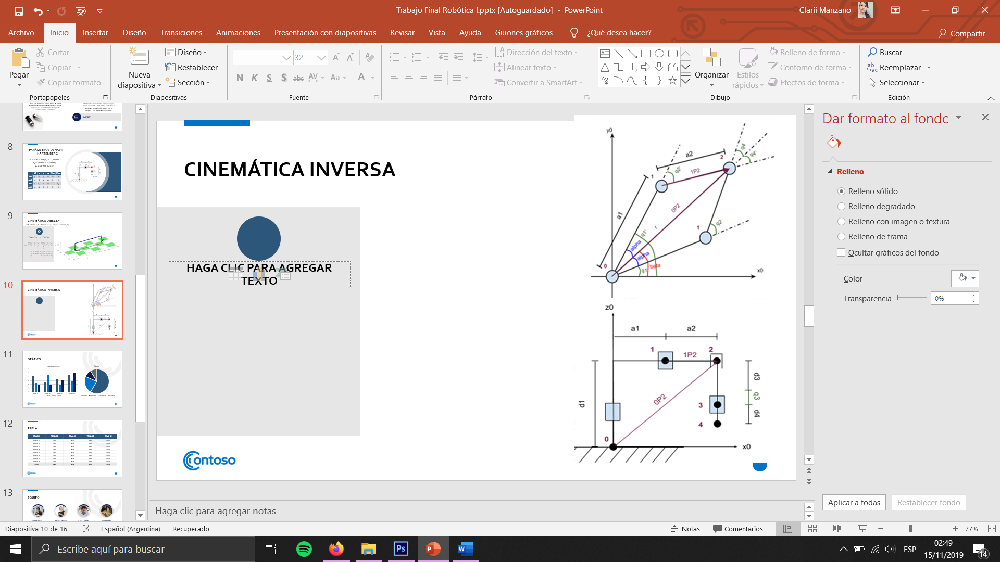 Trabajo Final Robótica I.pptx [Autoguardado] - PowerPoint
Clarii Manzano
Archivo Inicio Insertar Diseño Transiciones Animaciones Presentación con diapositivas Revisar Vista Ayuda Guiones gráficos ¿Qué desea hacer? Compartir
Pegar
Cortar
Copiar
Copiar formato
Portapapeles
Nueva diapositiva
Diseño
Restablecer
Sección
Diapositivas
32
N K S S abc AV Aa A
Fuente
Dirección del texto
Alinear texto
Convertir a SmartArt
Párrafo
Organizar
Estilos rápidos
Relleno de forma
Contorno de forma
Efectos de forma
Dibujo
Buscar
Reemplazar
Seleccionar
Edición
LAYOUT
8
PARÁMETROS DENAVIT –
HARTENBERG
9
CINEMÁTICA DIRECTA
10
CINEMÁTICA INVERSA
11
GRÁFICO
12
TABLA
13
EQUIPO
CINEMÁTICA INVERSA
HAGA CLIC PARA AGREGAR
TEXTO
Contoso
y0
a2
2
q4
q4'
q2'
1P2
1
a1
0P2
r
q1'
1
q2
alpha
alpha
beta
q1
0
x0
z0
a1 a2
1 1P2 2
d3
d1
0P2
3
q3
d4
4
0
x0
Haga clic para agregar notas
Dar formato al fondo
Relleno
Relleno sólido
Relleno degradado
Relleno con imagen o textura
Relleno de trama
Ocultar gráficos del fondo
Color
Transparencia 0%
Aplicar a todas Restablecer fondo
Diapositiva 10 de 16 Español (Argentina) Recuperado Notas Comentarios 77%
Escribe aquí para buscar
ESP
02:49
15/11/2019
14